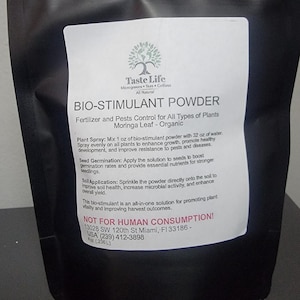 Taste Life
Microgreens • Teas • Coffees
All Natural
BIO-STIMULANT POWDER
Fertilizer and Pests Control for All Types of Plants
Moringa Leaf - Organic
Plant Spray: Mix 1 oz of bio-stimulant powder with 32 oz of water.
Spray evenly on all plants to enhance growth, promote healthy
development, and improve resistance to pests and diseases.
Seed Germination: Apply the solution to seeds to boost
germination rates and provide essential nutrients for stronger
seedlings.
Soil Application: Sprinkle the powder directly onto the soil to
improve soil health, increase microbial activity, and enhance
overall yield.
This bio-stimulant is an all-in-one solution for promoting plant
vitality and improving harvest outcomes.
NOT FOR HUMAN CONSUMPTION!
13028 SW 120th St Miami, Fl 33186 -
USA (239) 412-3898